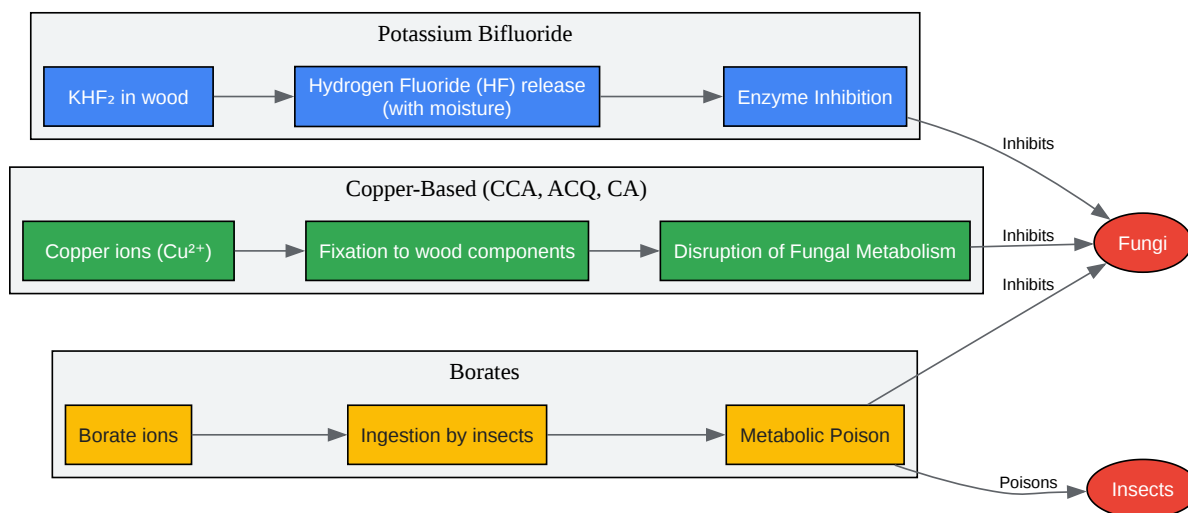 Potassium Bifluoride
KHF₂ in wood
Hydrogen Fluoride (HF) release
(with moisture)
Enzyme Inhibition
Inhibits
Copper-Based (CCA, ACQ, CA)
Copper ions (Cu²⁺)
Fixation to wood components
Disruption of Fungal Metabolism
Inhibits
Fungi
Inhibits
Borates
Borate ions
Ingestion by insects
Metabolic Poison
Poisons
Insects